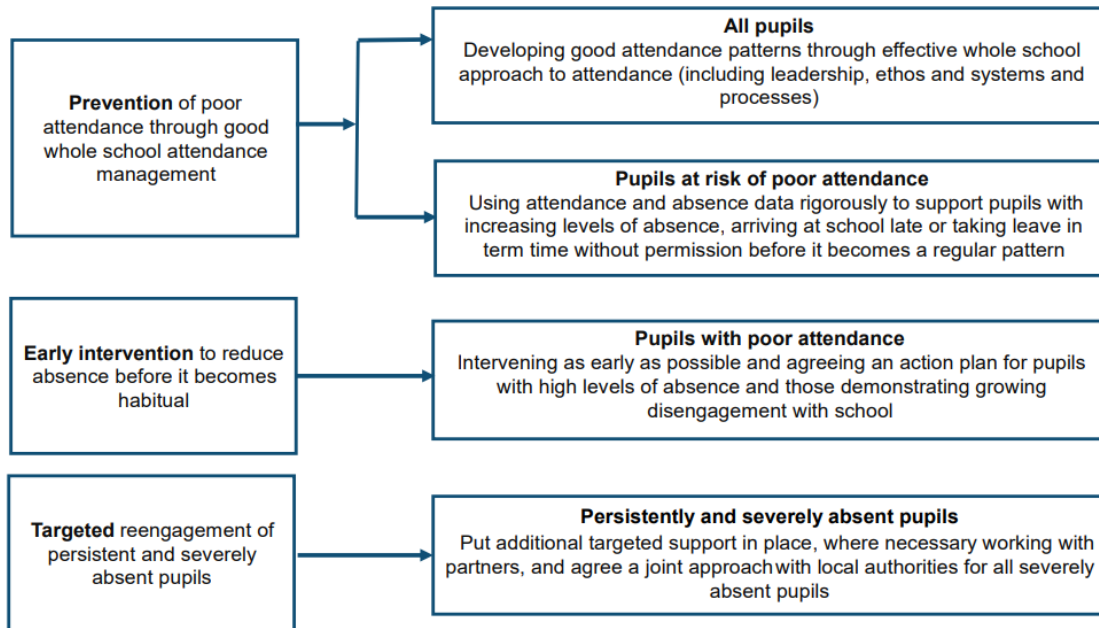 Prevention of poor
attendance through good
whole school attendance
management
All pupils
Developing good attendance patterns through effective whole school
approach to attendance (including leadership, ethos and systems and
processes)
Pupils at risk of poor attendance
Using attendance and absence data rigorously to support pupils with
increasing levels of absence, arriving at school late or taking leave in
term time without permission before it becomes a regular pattern
Early intervention to reduce
absence before it becomes
habitual
Pupils with poor attendance
Intervening as early as possible and agreeing an action plan for pupils
with high levels of absence and those demonstrating growing
disengagement with school
Targeted reengagement of
persistent and severely
absent pupils
Persistently and severely absent pupils
Put additional targeted support in place, where necessary working with
partners, and agree a joint approach with local authorities for all severely
absent pupils